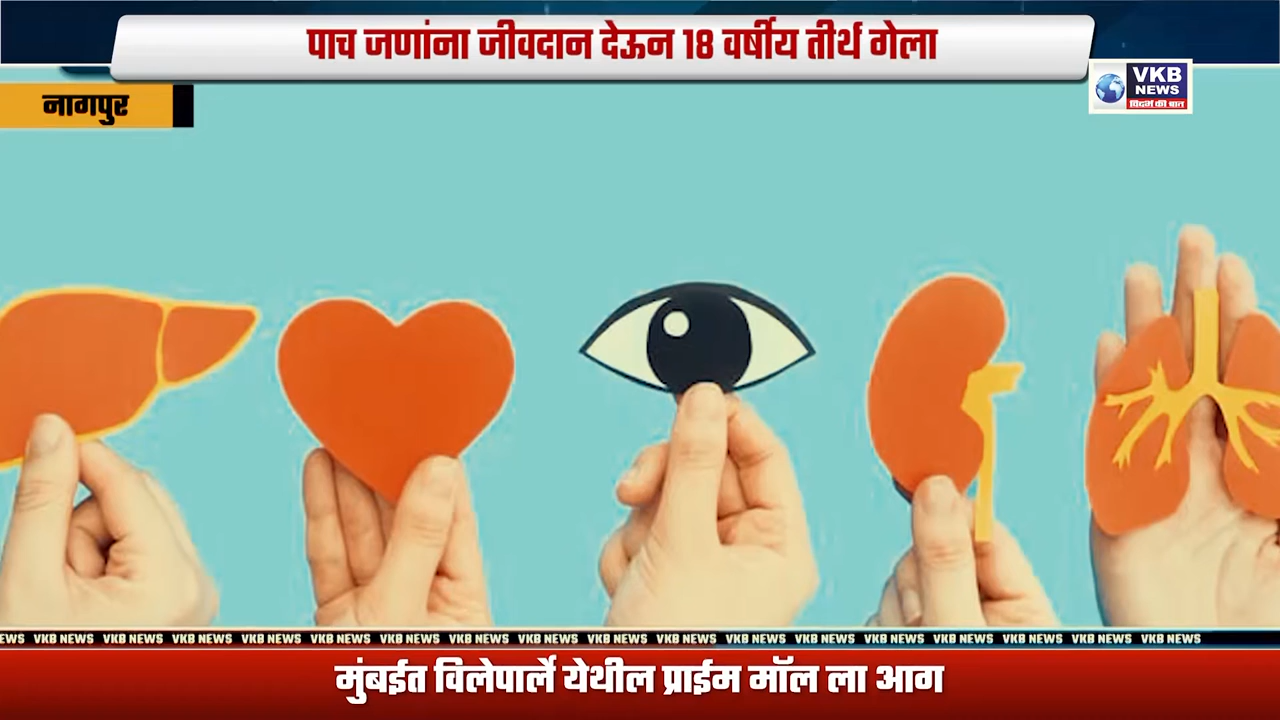 पाच जणांना जीवदान देऊन 18 वर्षीय तीर्थ गेला
नागपुर
VKB
NEWS
विदर्भ की बात
EWS VKB NEWS VKB NEWS VKB NEWS VKB NEWS VKB NEWS VKB NEWS VKB NEWS VKB NEWS VKB NEWS VKB NEWS VKB NEWS VKB NEWS VKB NEWS VKB NEWS VKB NEWS VKB NEWS VKB NEWS
मुंबईत विलेपार्ले येथील प्राईम मॉल ला आग